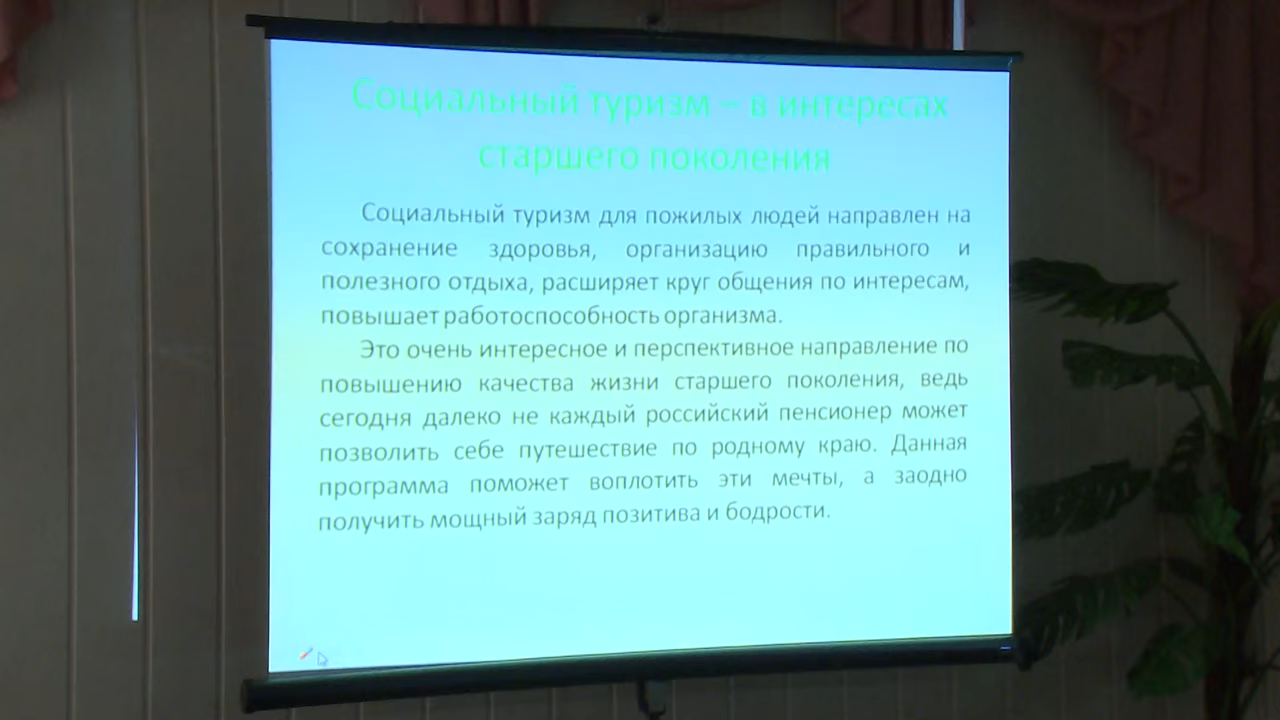 Социальный туризм – в интересах
старшего поколения
Социальный туризм для пожилых людей направлен на
сохранение здоровья, организацию правильного и
полезного отдыха, расширяет круг общения по интересам,
повышает работоспособность организма.
Это очень интересное и перспективное направление по
повышению качества жизни старшего поколения, ведь
сегодня далеко не каждый российский пенсионер может
позволить себе путешествие по родному краю. Данная
программа поможет воплотить эти мечты, а заодно
получить мощный заряд позитива и бодрости.